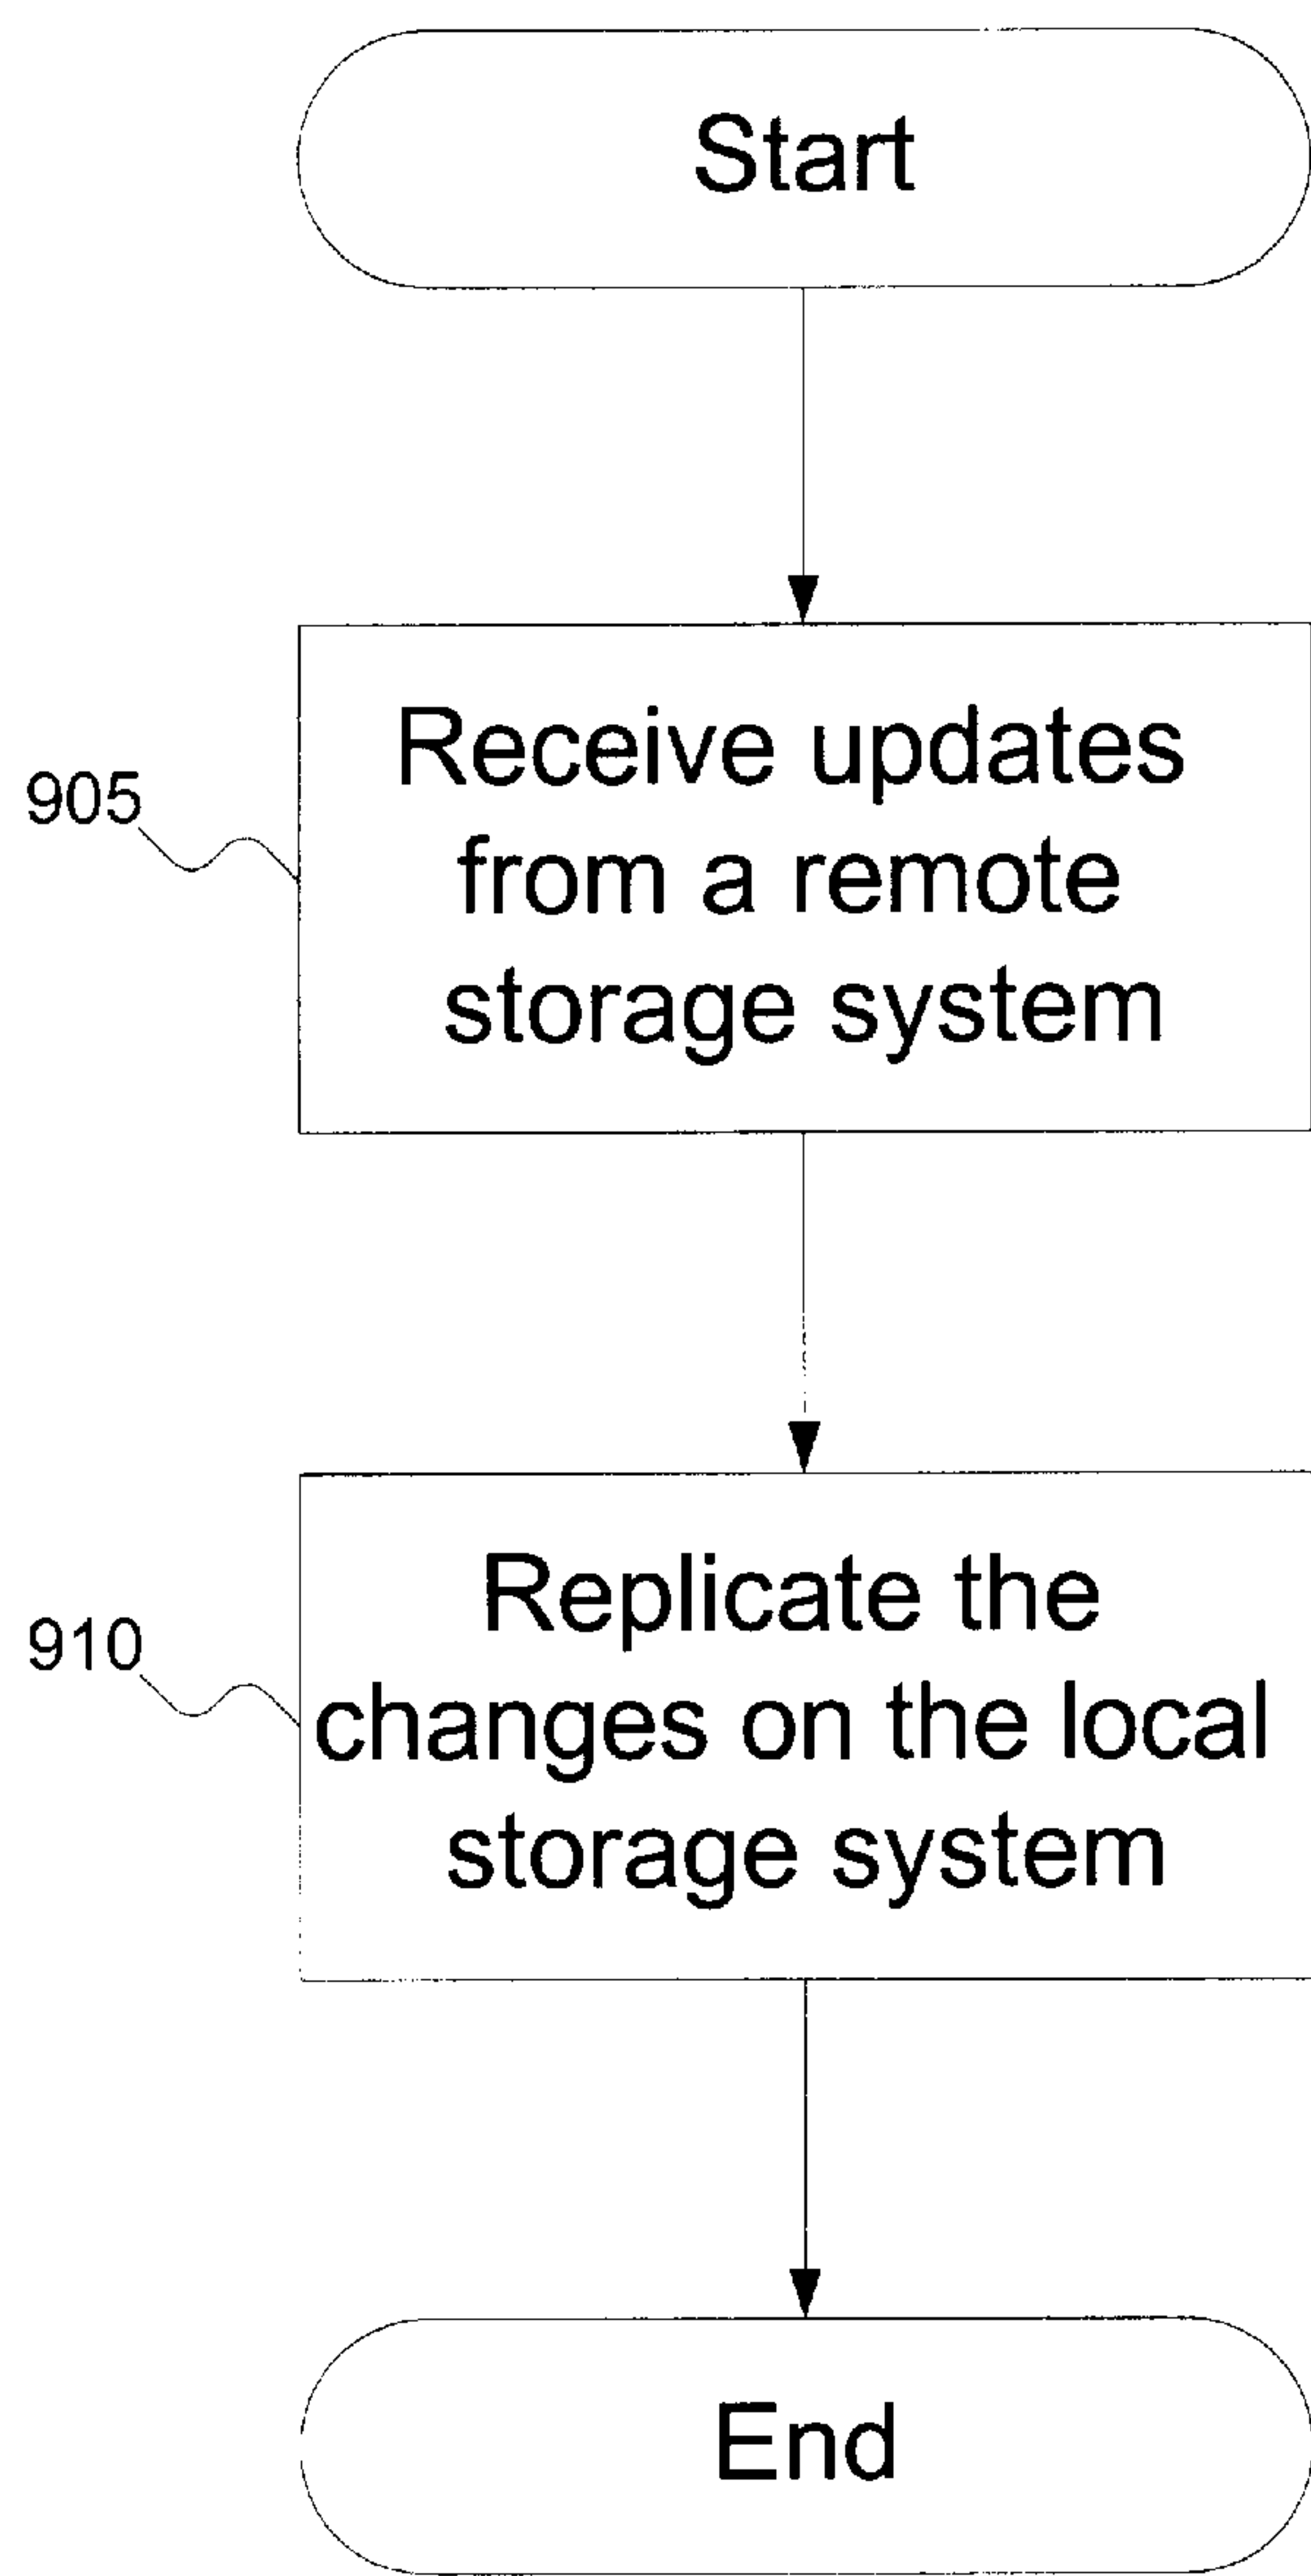 Start
905
Receive updates
from a remote
storage system
910
Replicate the
changes on the local
storage system
End